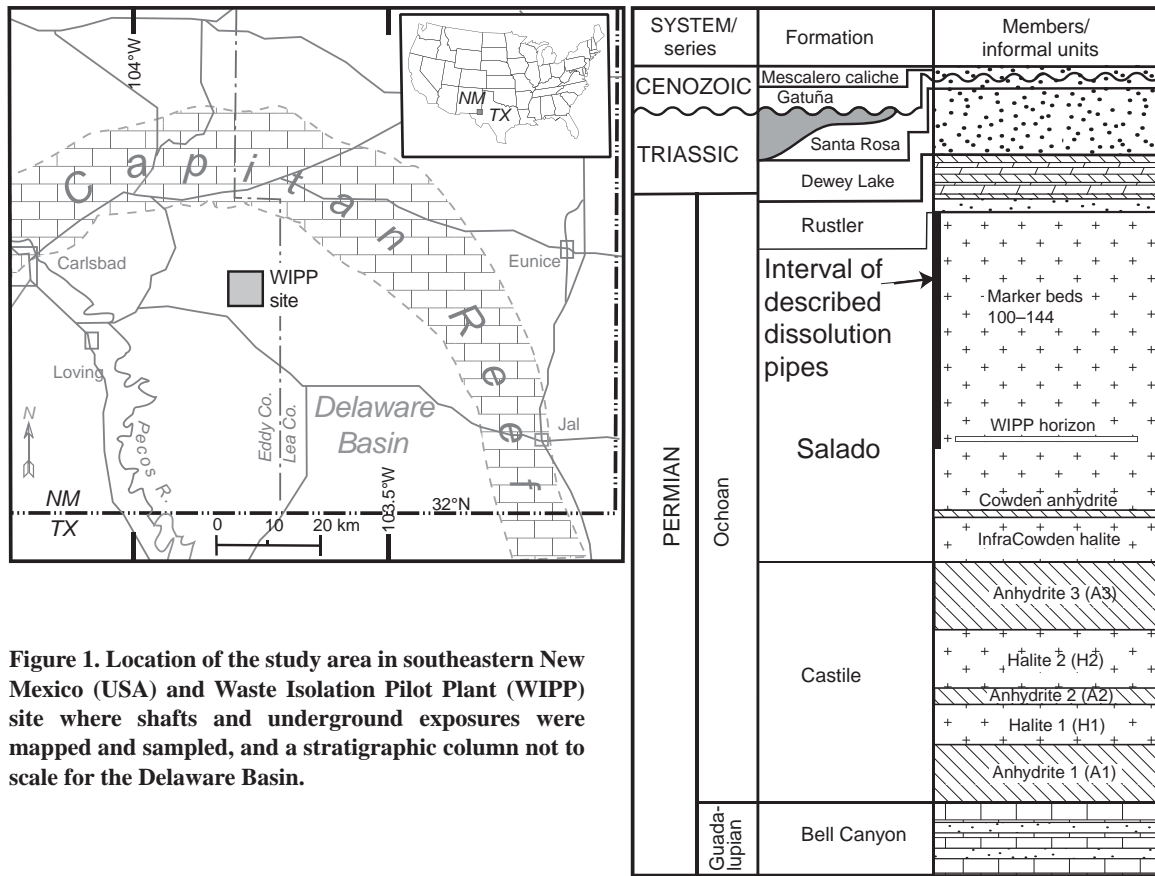 104°W
NM
TX
Capitan Reef
Carlsbad
WIPP
site
Eunice
Loving
N
Pecos R.
Eddy Co.
Lea Co.
Delaware
Basin
Jal
103.5°W
32°N
NM
TX
0 10 20 km
Figure 1. Location of the study area in southeastern New
Mexico (USA) and Waste Isolation Pilot Plant (WIPP)
site where shafts and underground exposures were
mapped and sampled, and a stratigraphic column not to
scale for the Delaware Basin.
SYSTEM/
series
Formation
Members/
informal units
CENOZOIC
Mescalero caliche
Gatuña
TRIASSIC
Santa Rosa
Dewey Lake
PERMIAN
Ochoan
Rustler
Interval of
described
dissolution
pipes
Marker beds
100–144
Salado
WIPP horizon
Cowden anhydrite
InfraCowden halite
Castile
Anhydrite 3 (A3)
Halite 2 (H2)
Anhydrite 2 (A2)
Halite 1 (H1)
Anhydrite 1 (A1)
Guada-
lupian
Bell Canyon